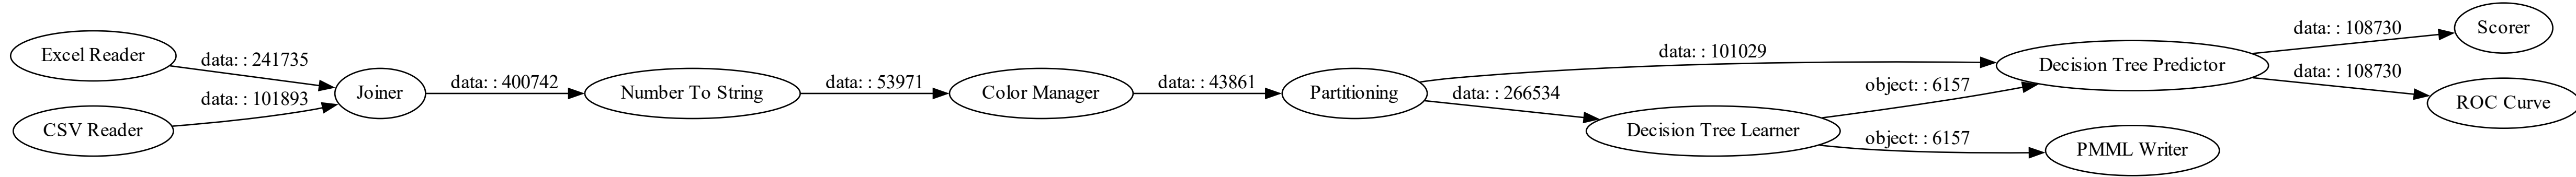 Excel Reader
data: : 241735
CSV Reader
data: : 101893
Joiner
data: : 400742
Number To String
data: : 53971
Color Manager
data: : 43861
Partitioning
data: : 101029
data: : 266534
Decision Tree Learner
object: : 6157
object: : 6157
Decision Tree Predictor
PMML Writer
data: : 108730
data: : 108730
Scorer
ROC Curve